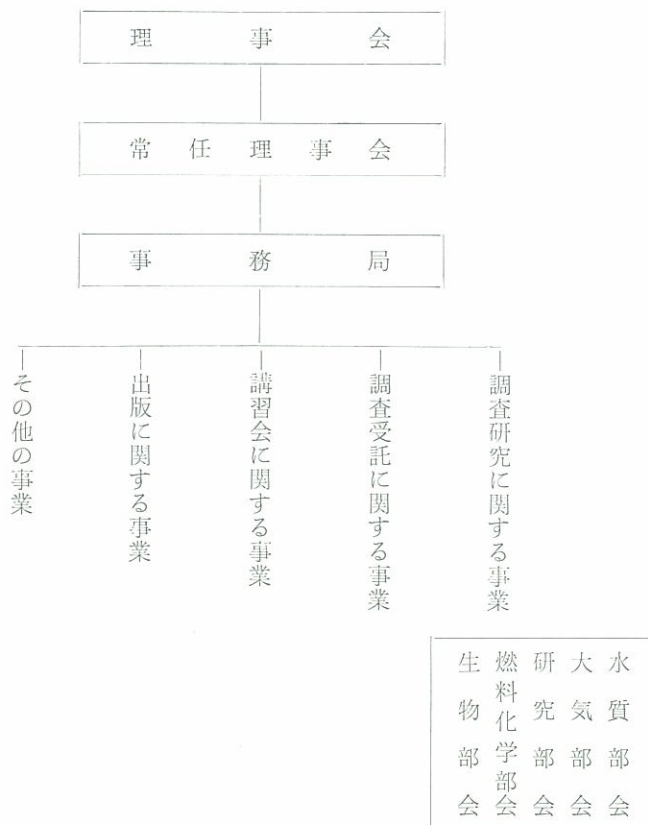 理事会
常任理事会
事務局
調査研究に関する事業
調査受託に関する事業
講習会に関する事業
出版に関する事業
その他の事業
水質部会
大気部会
研究部会
燃料化学部会
生物部会